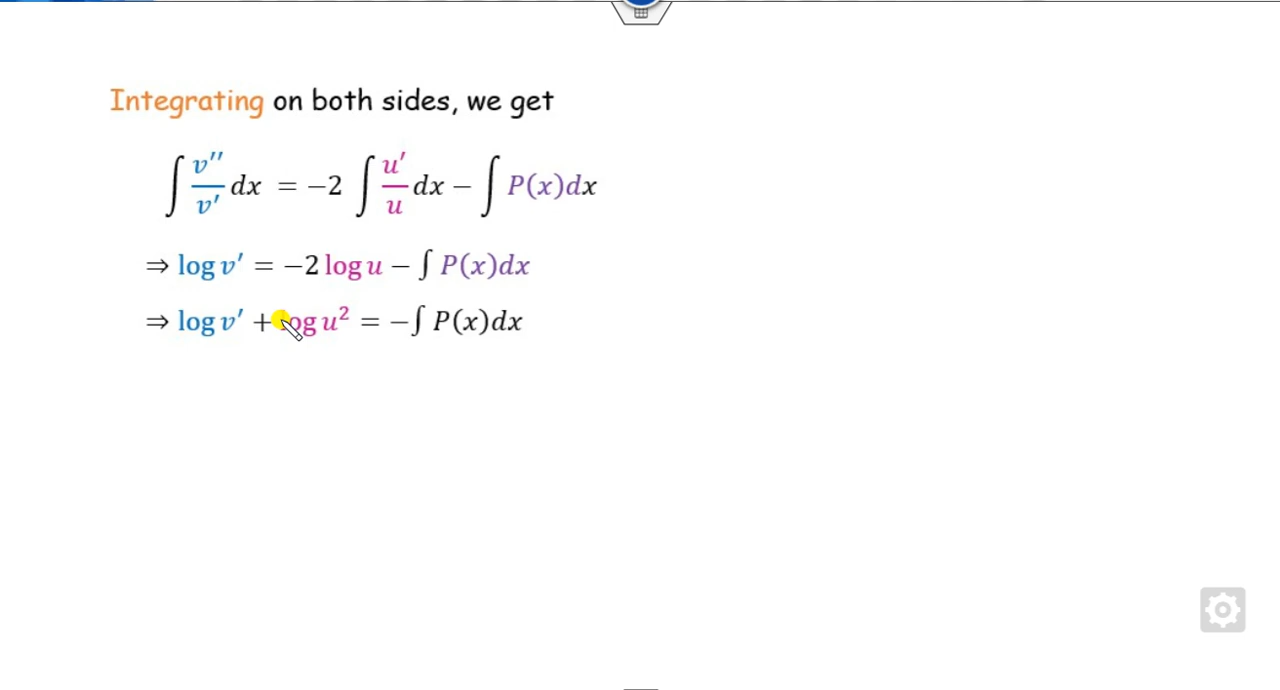 Integrating on both sides, we get
∫ v′′/v′ dx = −2 ∫ u′/u dx − ∫ P(x)dx
⇒ log v′ = −2 log u − ∫ P(x)dx
⇒ log v′ + log u² = −∫ P(x)dx